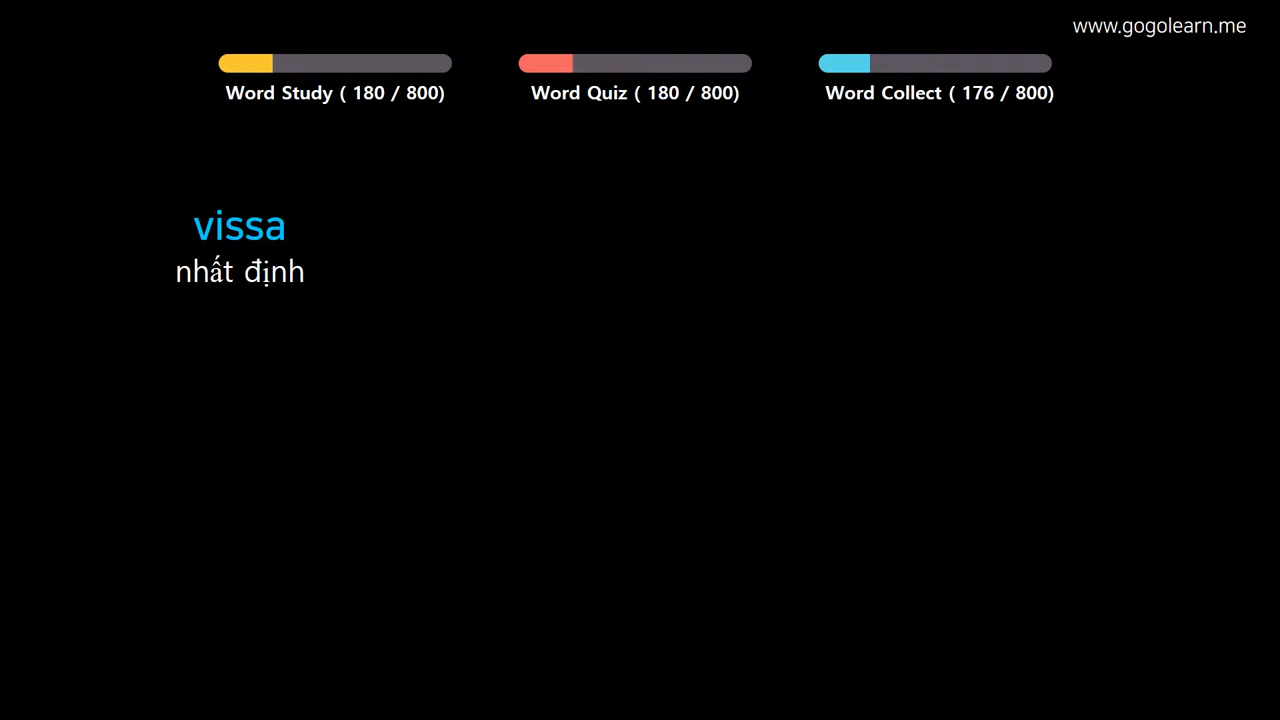 www.gogolearn.me
Word Study ( 180 / 800)
Word Quiz ( 180 / 800)
Word Collect ( 176 / 800)
vissa
nhất định